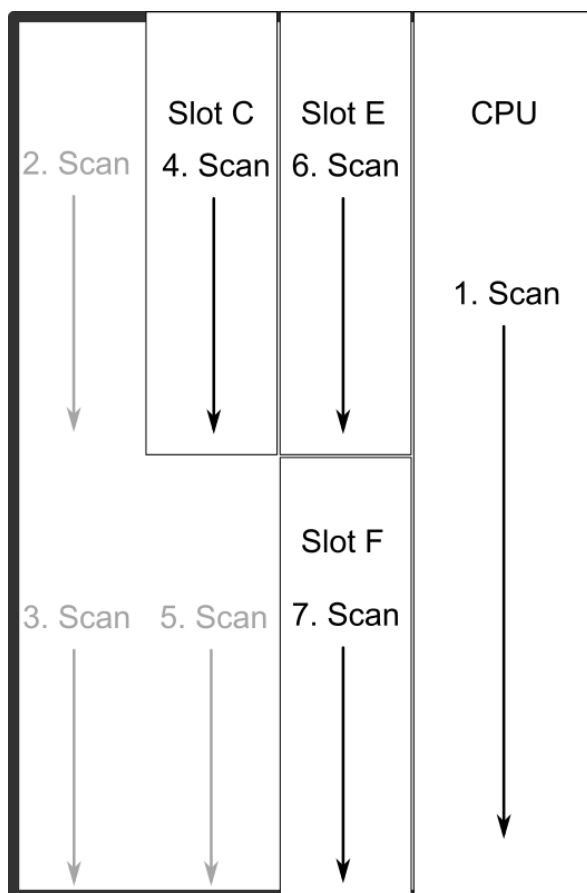 Slot C
Slot E
CPU
2. Scan
4. Scan
6. Scan
1. Scan
Slot F
3. Scan
5. Scan
7. Scan